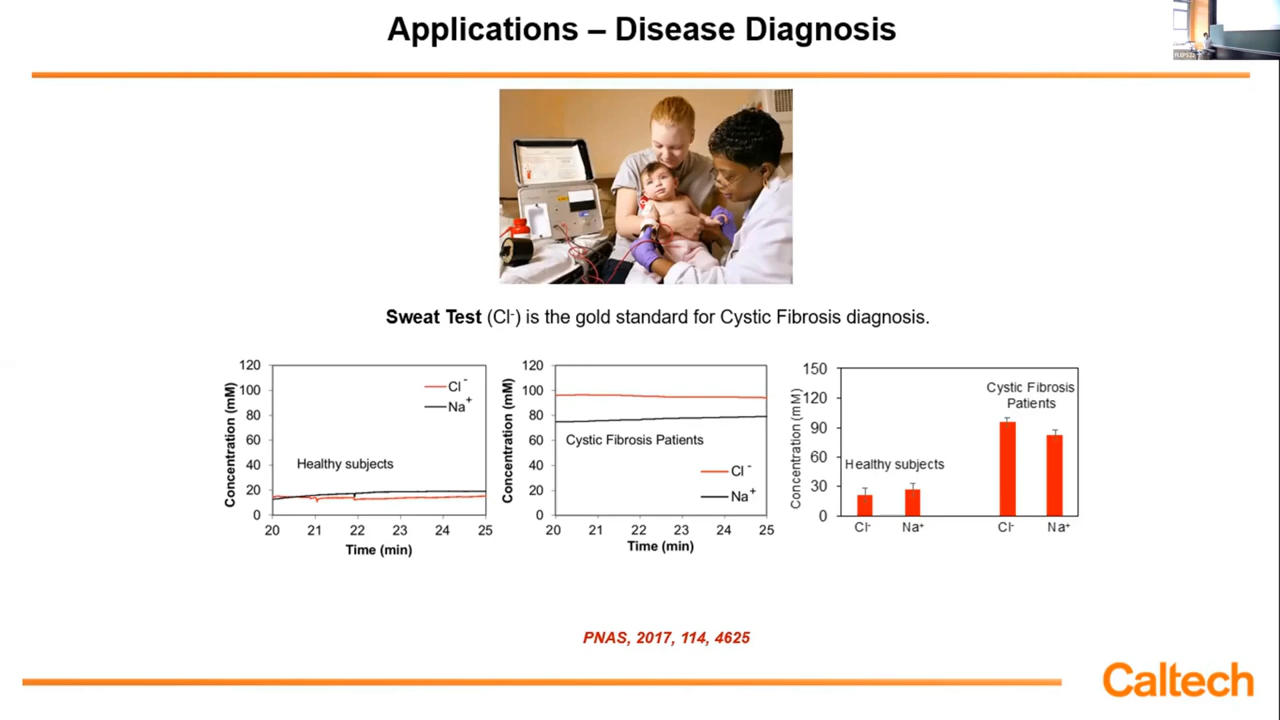 Applications – Disease Diagnosis
Sweat Test (Cl-) is the gold standard for Cystic Fibrosis diagnosis.
120
100
80
60
40
20
0
Concentration (mM)
Cl-
Na+
Healthy subjects
20 21 22 23 24 25
Time (min)
120
100
80
60
40
20
0
Concentration (mM)
Cystic Fibrosis Patients
Cl-
Na+
20 21 22 23 24 25
Time (min)
150
120
90
60
30
0
Concentration (mM)
Cystic Fibrosis
Patients
Healthy subjects
Cl- Na+ Cl- Na+
PNAS, 2017, 114, 4625
Caltech